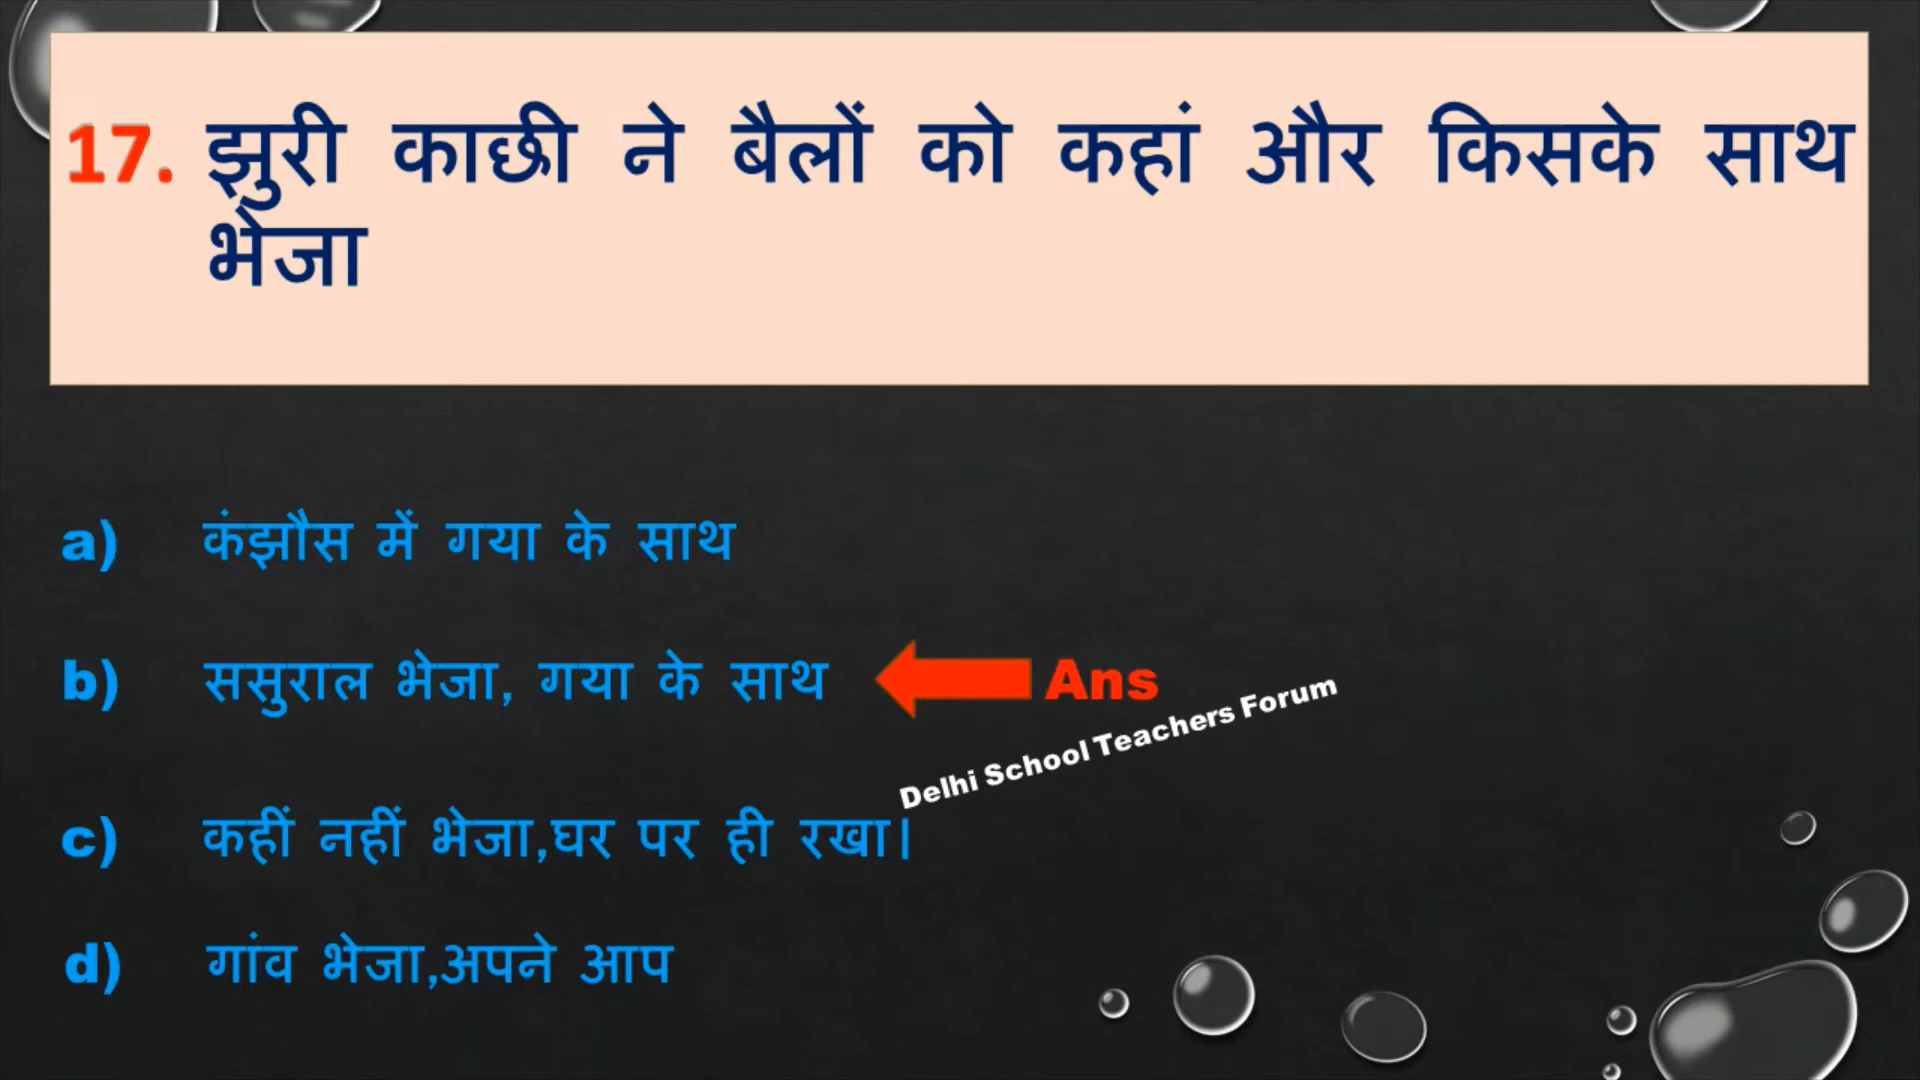 17. झुरी काछी ने बैलों को कहां और किसके साथ
भेजा
a) कंझौस में गया के साथ
b) ससुराल भेजा, गया के साथ Ans
Delhi School Teachers Forum
c) कहीं नहीं भेजा,घर पर ही रखा।
d) गांव भेजा,अपने आप